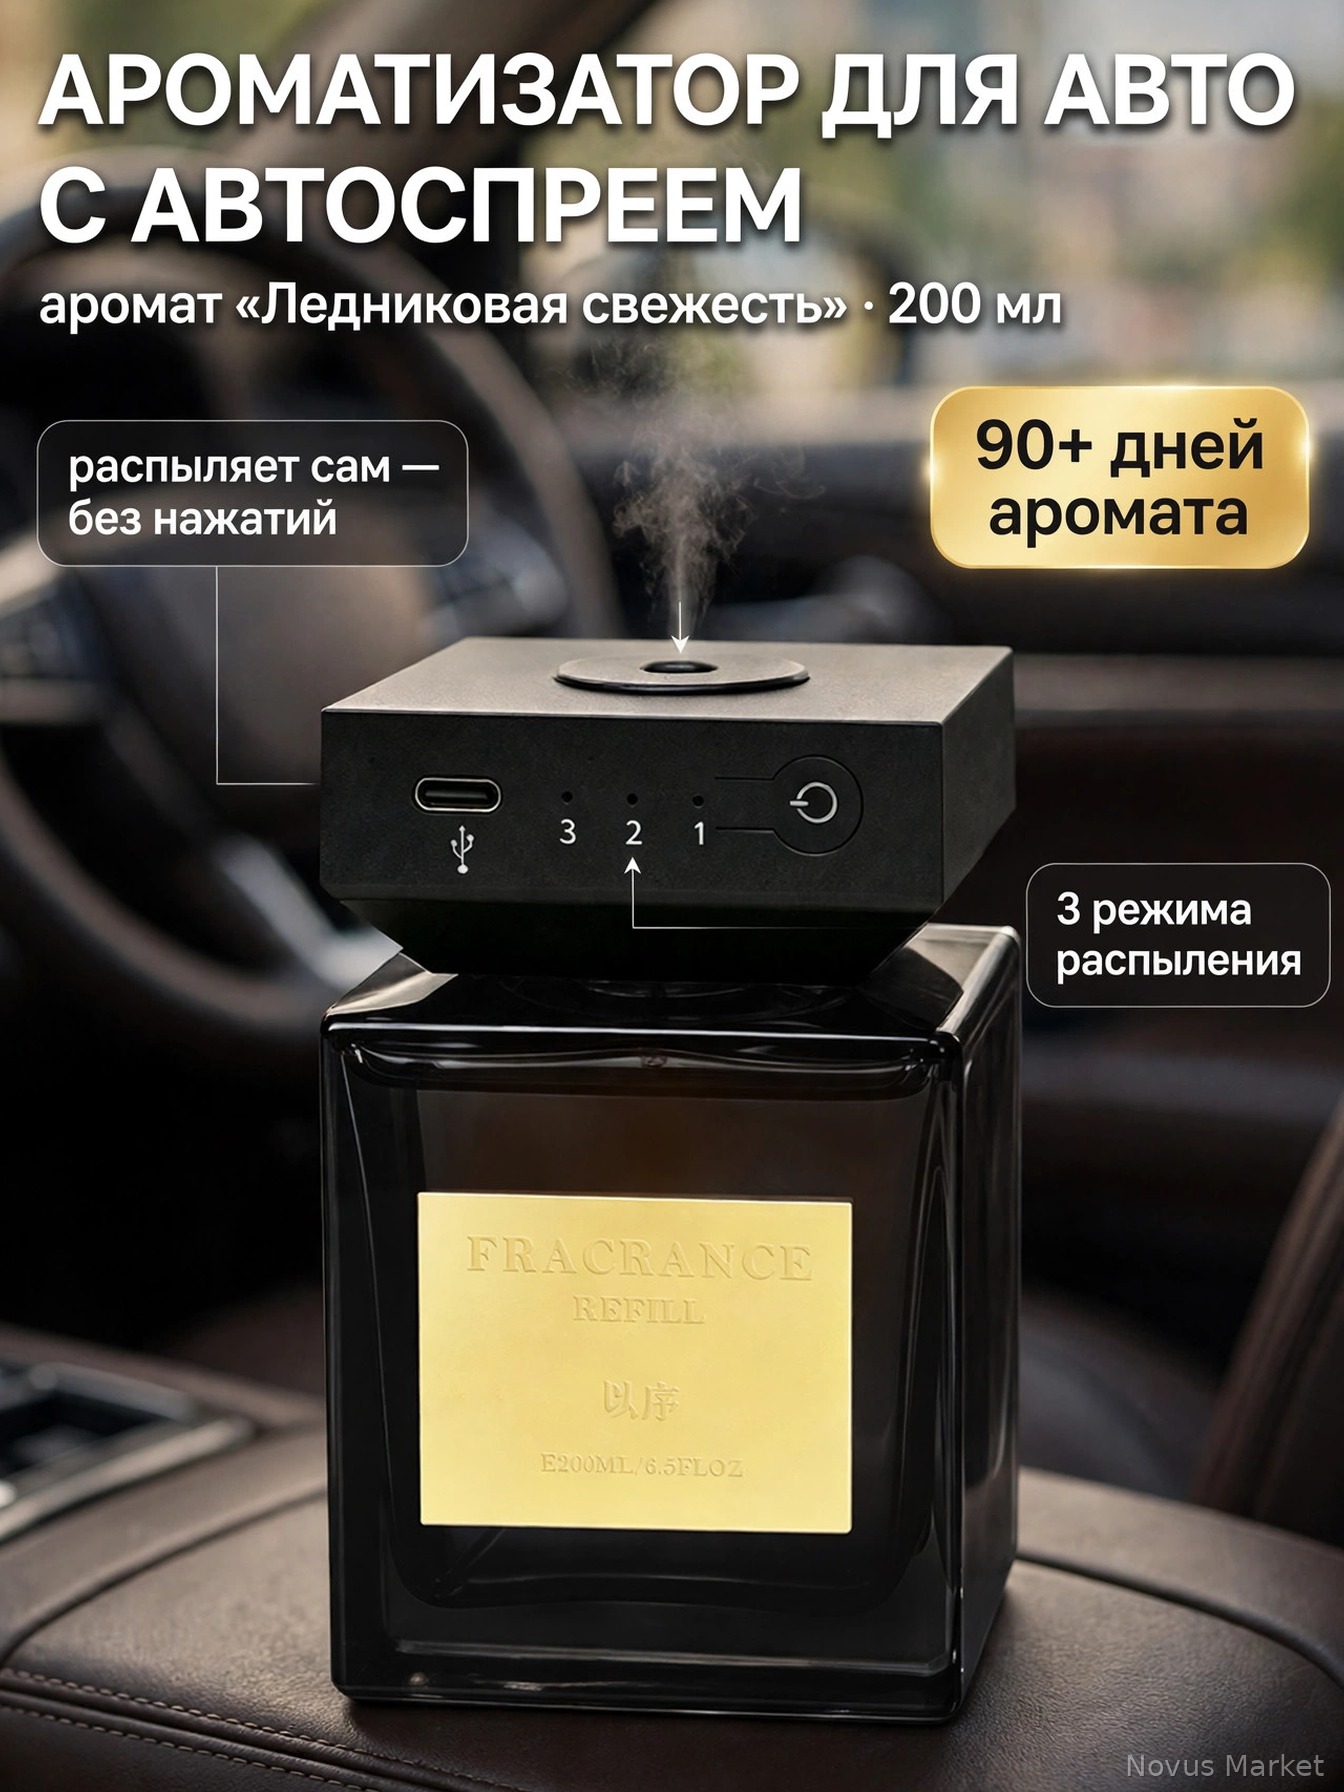 АРОМАТИЗАТОР ДЛЯ АВТО
С АВТОСПРЕЕМ
аромат «Ледниковая свежесть» · 200 мл
90+ дней
аромата
распыляет сам —
без нажатий
3 2 1
3 режима
распыления
FRACRANCE
REFILL
以序
E200ML/6.5FLOZ
Novus Market